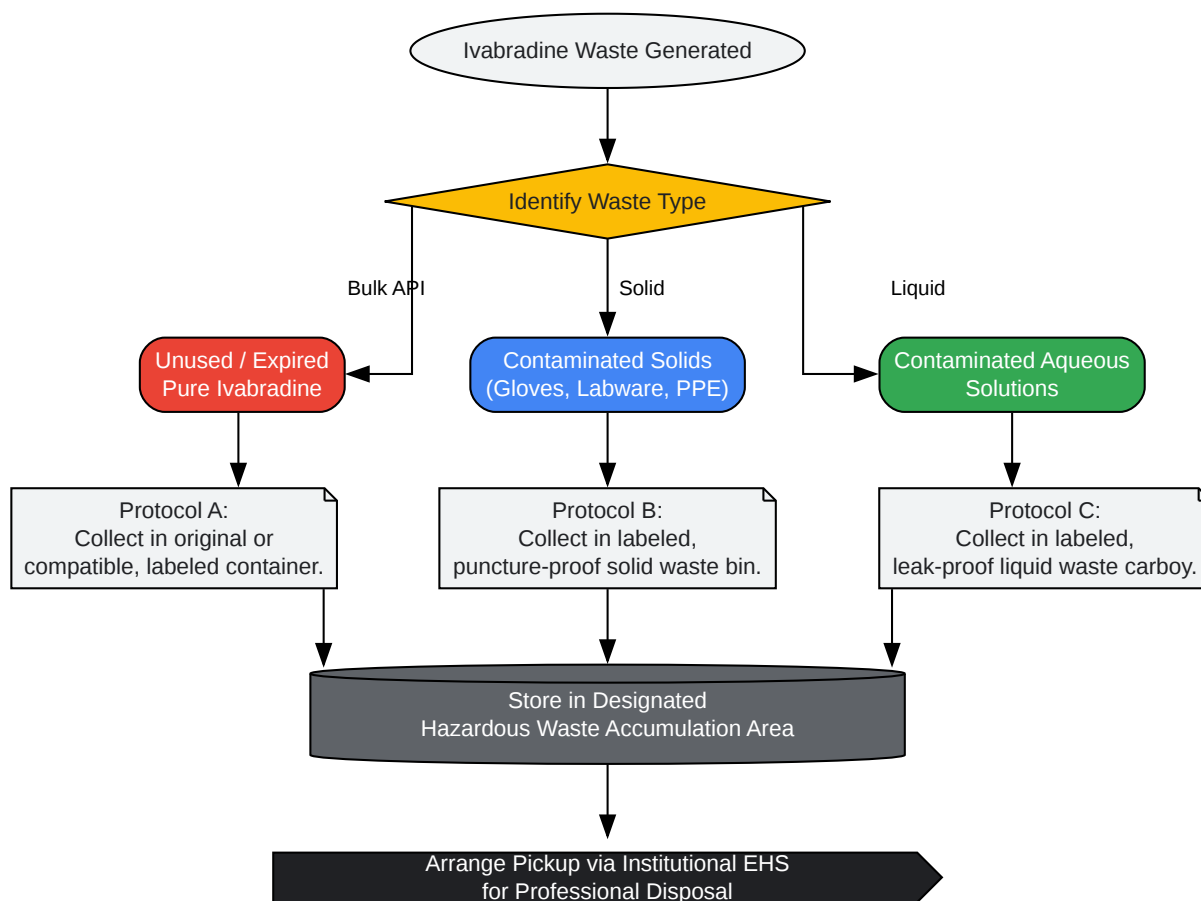 Ivabradine Waste Generated
Identify Waste Type
Bulk API
Solid
Liquid
Unused / Expired
Pure Ivabradine
Contaminated Solids
(Gloves, Labware, PPE)
Contaminated Aqueous
Solutions
Protocol A:
Collect in original or
compatible, labeled container.
Protocol B:
Collect in labeled,
puncture-proof solid waste bin.
Protocol C:
Collect in labeled,
leak-proof liquid waste carboy.
Store in Designated
Hazardous Waste Accumulation Area
Arrange Pickup via Institutional EHS
for Professional Disposal